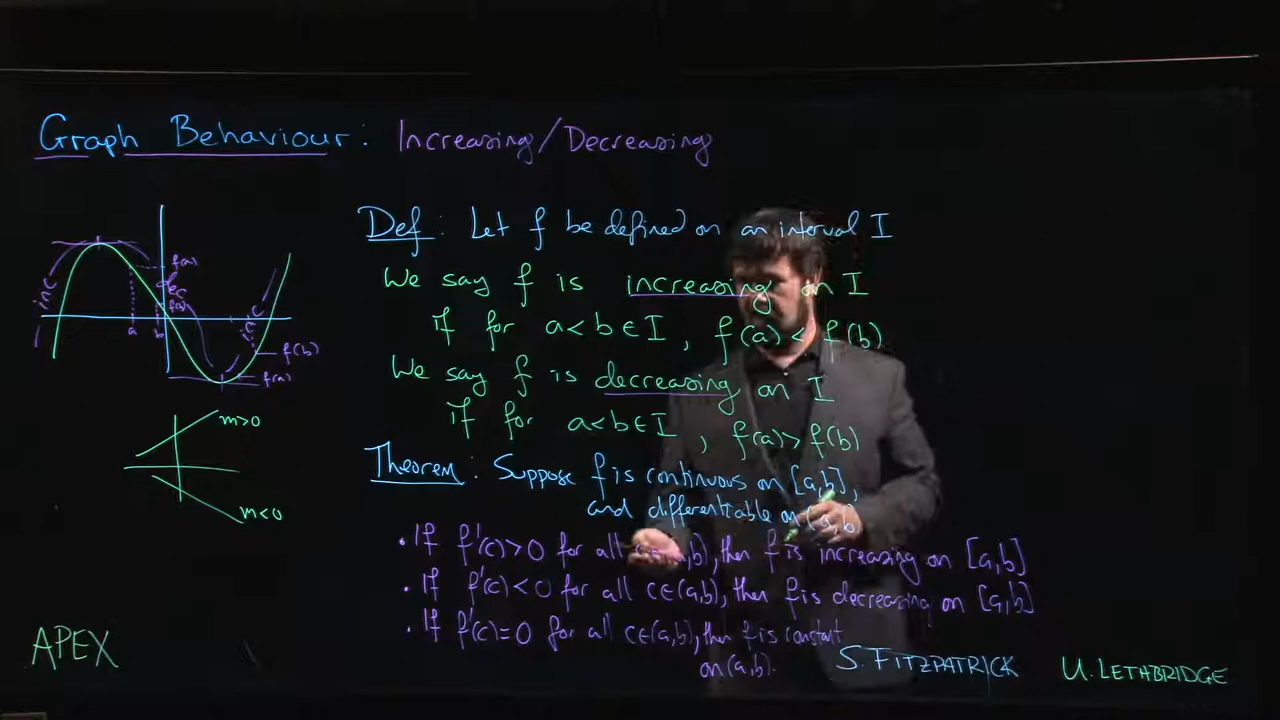 Graph Behaviour: Increasing/Decreasing
Def: Let f be defined on an interval I
We say f is increasing on I
if for a<b∈I, f(a)<f(b)
We say f is decreasing on I
if for a<b∈I, f(a)>f(b)
Theorem: Suppose f is continuous on [a,b],
and differentiable on (a,b)
• If f'(c)>0 for all c∈(a,b), then f is increasing on [a,b]
• If f'(c)<0 for all c∈(a,b), then f is decreasing on [a,b]
• If f'(c)=0 for all c∈(a,b), then f is constant
on (a,b).
inc
f(a)
dec
f(b)
a
b
c
f(b)
f(a)
m>0
m<0
APEX
S. FITZPATRICK
U. LETHBRIDGE